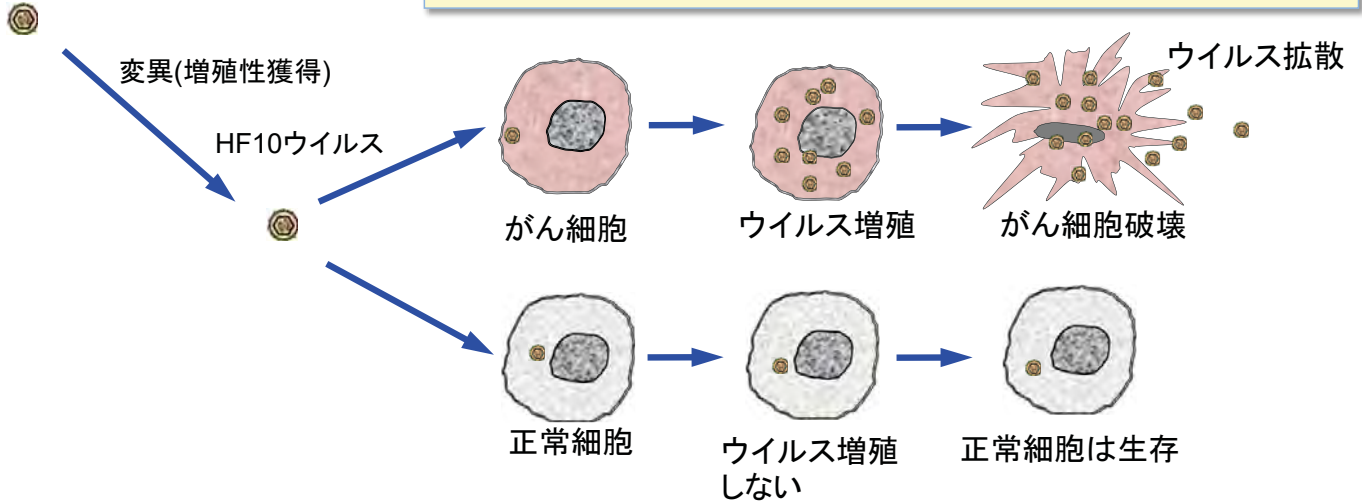 変異(増殖性獲得)
HF10ウイルス
がん細胞
ウイルス増殖
がん細胞破壊
ウイルス拡散
正常細胞
ウイルス増殖
しない
正常細胞は生存